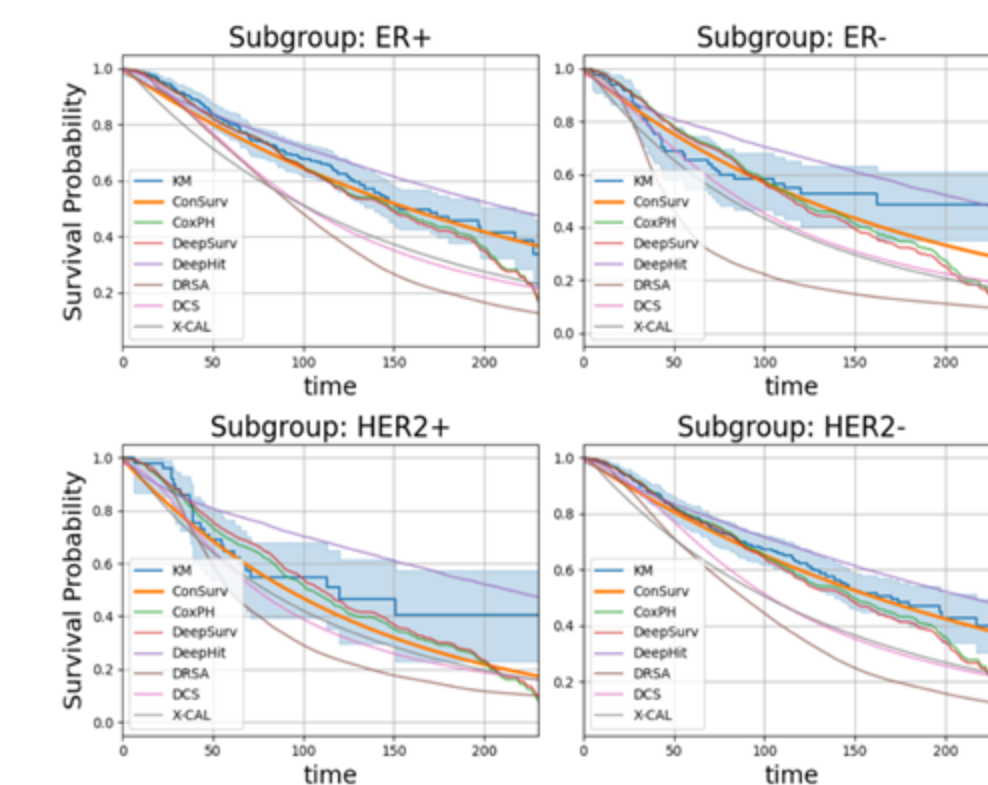 Subgroup: ER+
Survival Probability
1.0
0.8
0.6
0.4
0.2
KM
ConSurv
CoxPH
DeepSurv
DeepHit
DRSA
DCS
X-CAL
0 50 100 150 200
time
Subgroup: ER-
1.0
0.8
0.6
0.4
0.2
0.0
KM
ConSurv
CoxPH
DeepSurv
DeepHit
DRSA
DCS
X-CAL
0 50 100 150 200
time
Subgroup: HER2+
Survival Probability
1.0
0.8
0.6
0.4
0.2
0.0
KM
ConSurv
CoxPH
DeepSurv
DeepHit
DRSA
DCS
X-CAL
0 50 100 150 200
time
Subgroup: HER2-
1.0
0.8
0.6
0.4
0.2
KM
ConSurv
CoxPH
DeepSurv
DeepHit
DRSA
DCS
X-CAL
0 50 100 150 200
time